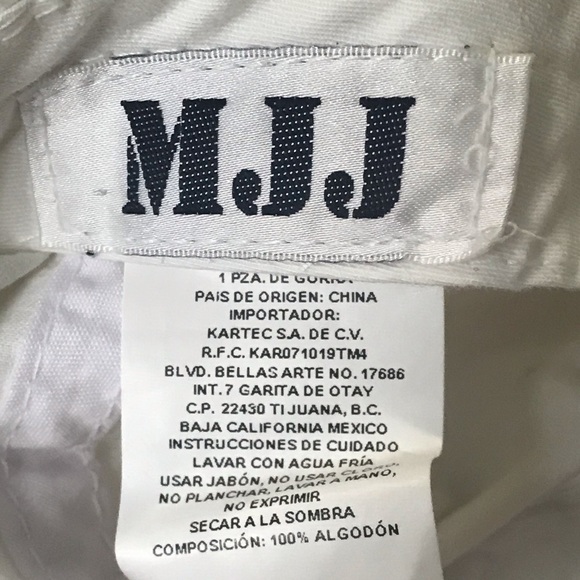 MJJ
1 PZA. DE GORRA
PAIS DE ORIGEN: CHINA
IMPORTADOR:
KARTEC S.A. DE C.V.
R.F.C. KAR071019TM4
BLVD. BELLAS ARTE NO. 17686
INT. 7 GARITA DE OTAY
C.P. 22430 TIJUANA, B.C.
BAJA CALIFORNIA MEXICO
INSTRUCCIONES DE CUIDADO
LAVAR CON AGUA FRÍA
USAR JABÓN, NO USAR CLORO,
NO PLANCHAR, LAVAR A MANO,
NO EXPRIMIR
SECAR A LA SOMBRA
COMPOSICIÓN: 100% ALGODÓN